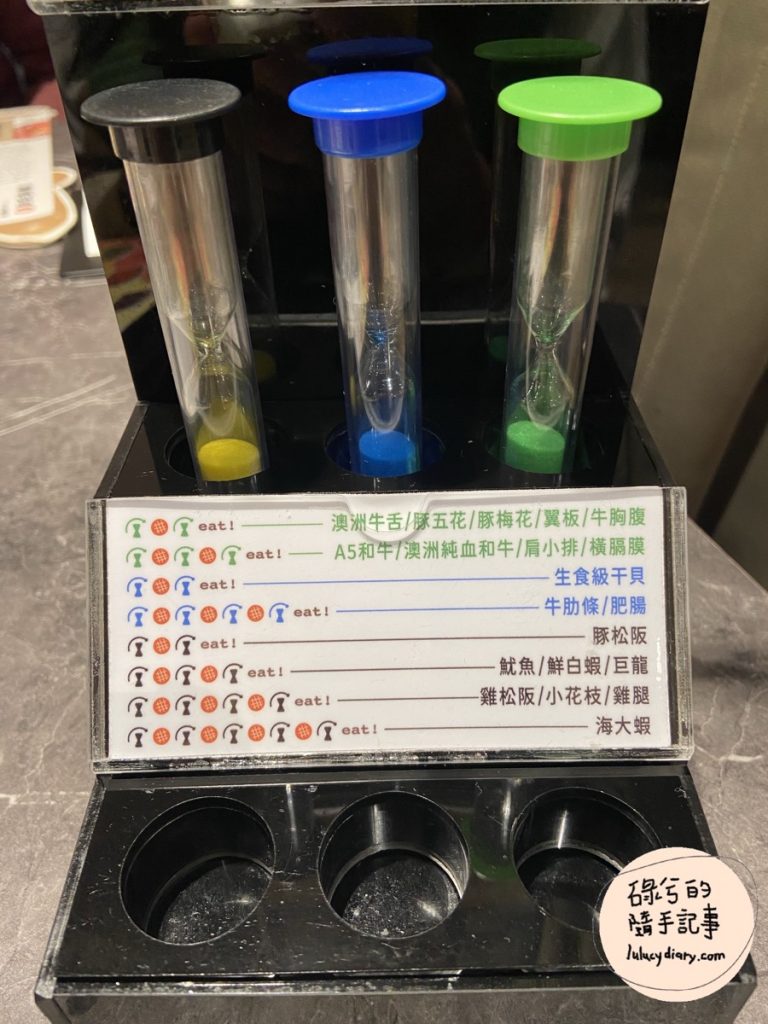 eat! 澳洲牛舌/豚五花/豚梅花/翼板/牛胸腹
eat! A5和牛/澳洲純血和牛/肩小排/橫膈膜
eat! 生食級干貝
eat! 牛肋條/肥腸
eat! 豚松阪
eat! 魷魚/鮮白蝦/巨龍
eat! 雞松阪/小花枝/雞腿
eat! 海大蝦
碌兮的
隨手記事
lulucydiary.com